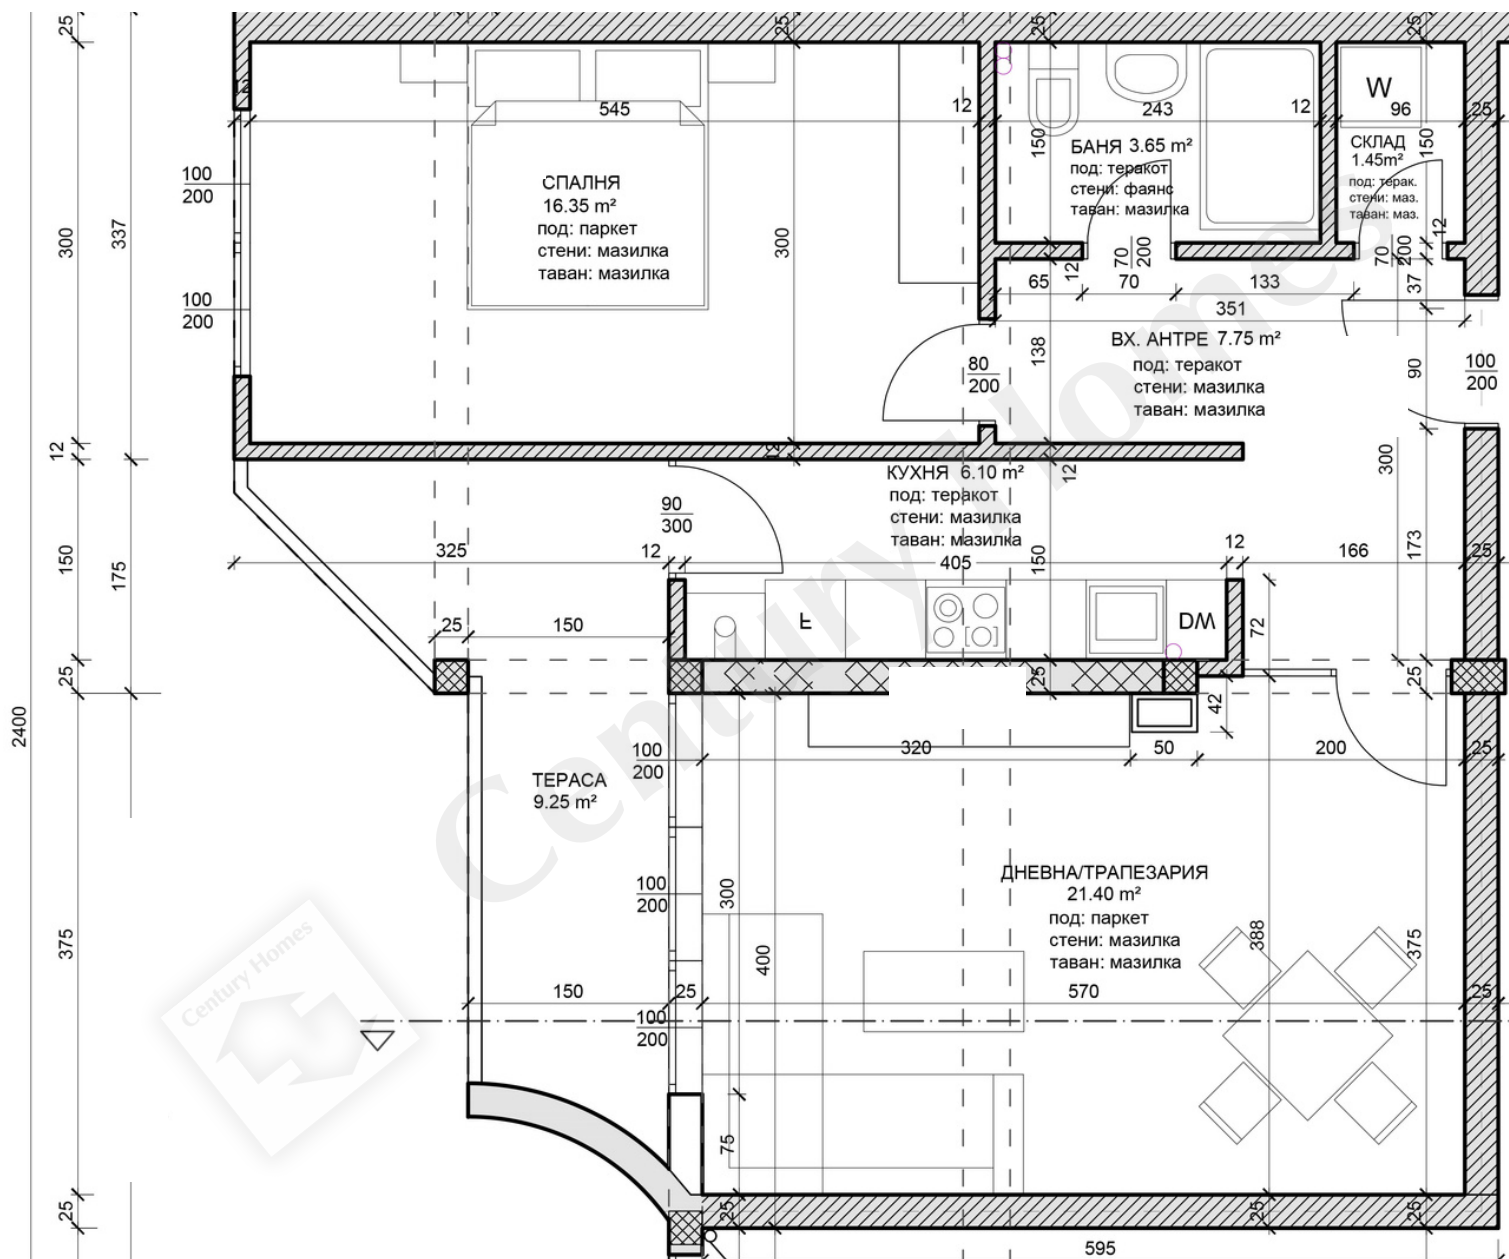 25
25
25
25
12
545
12
243
12
96
25
W
СПАЛНЯ
16.35 m²
под: паркет
стени: мазилка
таван: мазилка
100
200
100
200
300
337
300
150
БАНЯ 3.65 m²
под: теракот
стени: фаянс
таван: мазилка
СКЛАД
1.45m²
под: терак.
стени: маз.
таван: маз.
150
12
70
200
70
200
12
65
70
133
37
351
ВХ. АНТРЕ 7.75 m²
под: теракот
стени: мазилка
таван: мазилка
138
80
200
90
100
200
12
12
12
КУХНЯ 6.10 m²
под: теракот
стени: мазилка
таван: мазилка
300
90
300
150
175
325
12
405
150
12
166
173
25
25
150
F
DW
72
25
25
25
42
2400
320
50
200
25
100
200
ТЕРАСА
9.25 m²
ДНЕВНА/ТРАПЕЗАРИЯ
21.40 m²
под: паркет
стени: мазилка
таван: мазилка
100
200
300
400
388
375
375
150
25
570
25
100
200
75
25
25
25
25
595
Century Homes
Century Homes